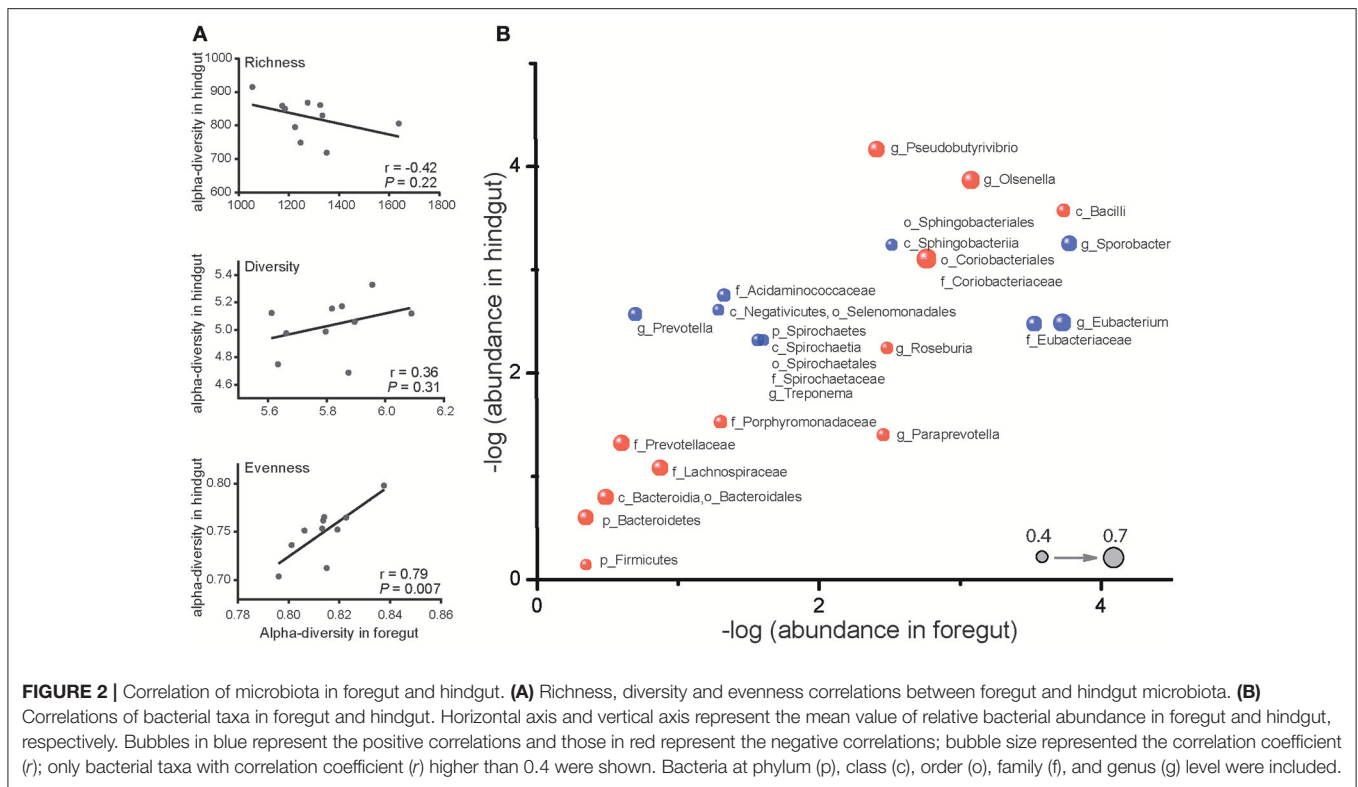 A
Richness
alpha-diversity in hindgut
1000
900
800
700
600
r = -0.42
P = 0.22
1000 1200 1400 1600 1800
Diversity
alpha-diversity in hindgut
5.4
5.2
5.0
4.8
4.6
r = 0.36
P = 0.31
5.6 5.8 6.0 6.2
Evenness
alpha-diversity in hindgut
0.80
0.75
0.70
r = 0.79
P = 0.007
0.78 0.80 0.82 0.84 0.86
Alpha-diversity in foregut
B
-log (abundance in hindgut)
4
2
0
g_Pseudobutyrivibrio
g_Olsenella
c_Bacilli
o_Sphingobacteriales
c_Sphingobacteriia
g_Sporobacter
o_Coriobacteriales
f_Coriobacteriaceae
f_Acidaminococcaceae
c_Negativicutes, o_Selenomonadales
g_Prevotella
p_Spirochaetes
c_Spirochaetia
o_Spirochaetales
f_Spirochaetaceae
g_Treponema
g_Eubacterium
f_Eubacteriaceae
g_Roseburia
f_Porphyromonadaceae
g_Paraprevotella
f_Prevotellaceae
f_Lachnospiraceae
c_Bacteroidia,o_Bacteroidales
p_Bacteroidetes
p_Firmicutes
0.4 0.7
0 2 4
-log (abundance in foregut)
FIGURE 2 | Correlation of microbiota in foregut and hindgut. (A) Richness, diversity and evenness correlations between foregut and hindgut microbiota. (B)
Correlations of bacterial taxa in foregut and hindgut. Horizontal axis and vertical axis represent the mean value of relative bacterial abundance in foregut and hindgut,
respectively. Bubbles in blue represent the positive correlations and those in red represent the negative correlations; bubble size represented the correlation coefficient
(r); only bacterial taxa with correlation coefficient (r) higher than 0.4 were shown. Bacteria at phylum (p), class (c), order (o), family (f), and genus (g) level were included.